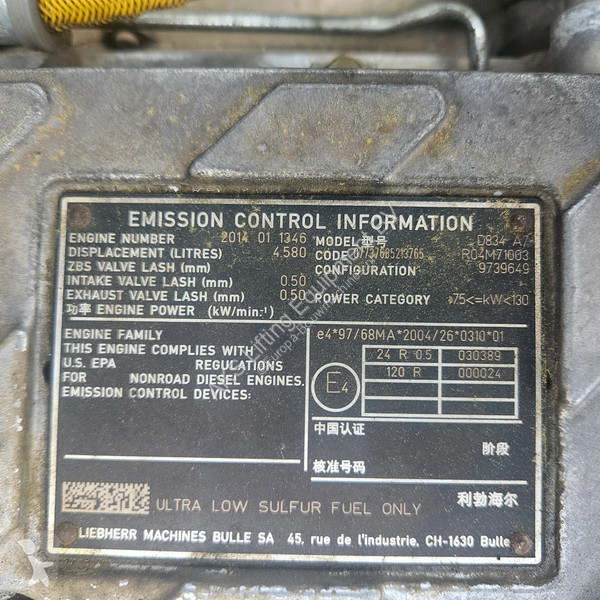 EMISSION CONTROL INFORMATION
ENGINE NUMBER 2014 01 1346 MODEL型号 D834 A7
DISPLACEMENT (LITRES) 4.580 CODE R04M71003
ZBS VALVE LASH (mm) CONFIGURATION 9739649
INTAKE VALVE LASH (mm) 0.50
EXHAUST VALVE LASH (mm) 0.50 POWER CATEGORY 75<=kW<130
功率 ENGINE POWER (kW/min.-¹)
ENGINE FAMILY
THIS ENGINE COMPLIES WITH
U.S. EPA REGULATIONS
FOR NONROAD DIESEL ENGINES.
EMISSION CONTROL DEVICES:
e4*97/68MA*2004/26*0310*01
E4
24 R 0.5 030389
120 R 000024
中国认证
阶段
核准号码
ULTRA LOW SULFUR FUEL ONLY 利勃海尔
LIEBHERR MACHINES BULLE SA 45, rue de l'industrie, CH-1630 Bulle